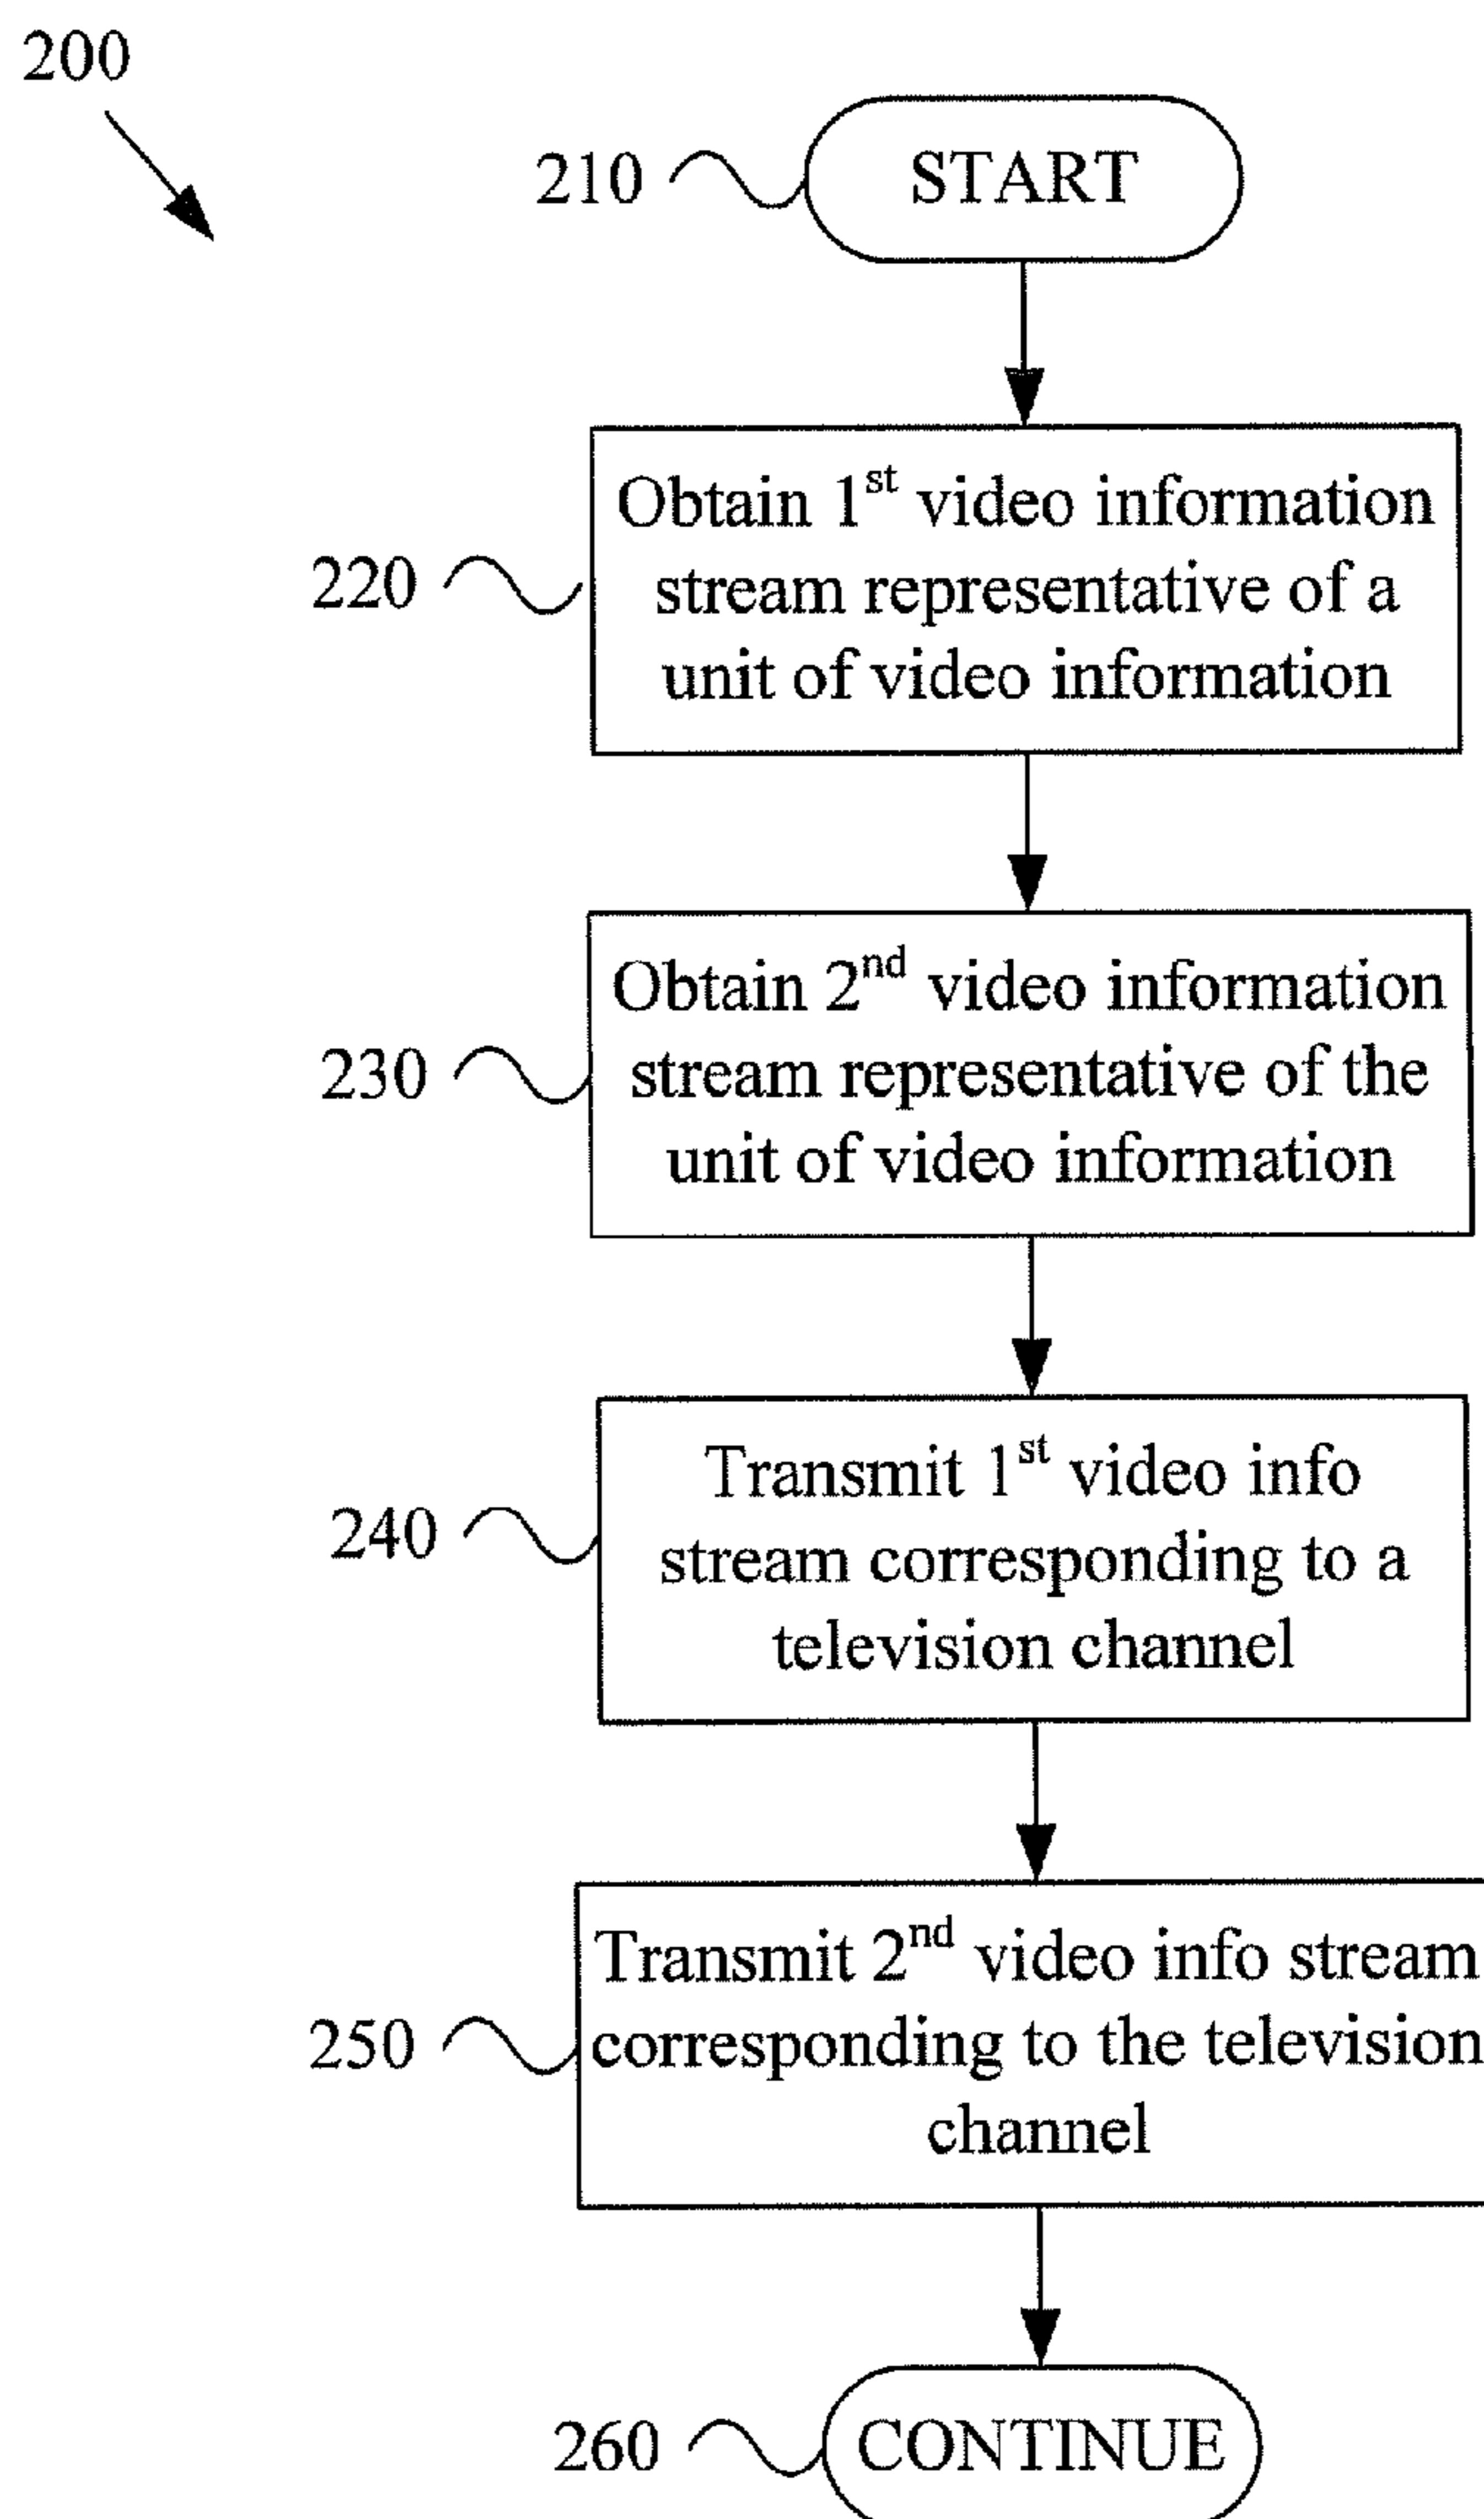 200
210 START
Obtain 1st video information
220 stream representative of a
unit of video information
Obtain 2nd video information
230 stream representative of the
unit of video information
Transmit 1st video info
240 stream corresponding to a
television channel
Transmit 2nd video info stream
250 corresponding to the television
channel
260 CONTINUE